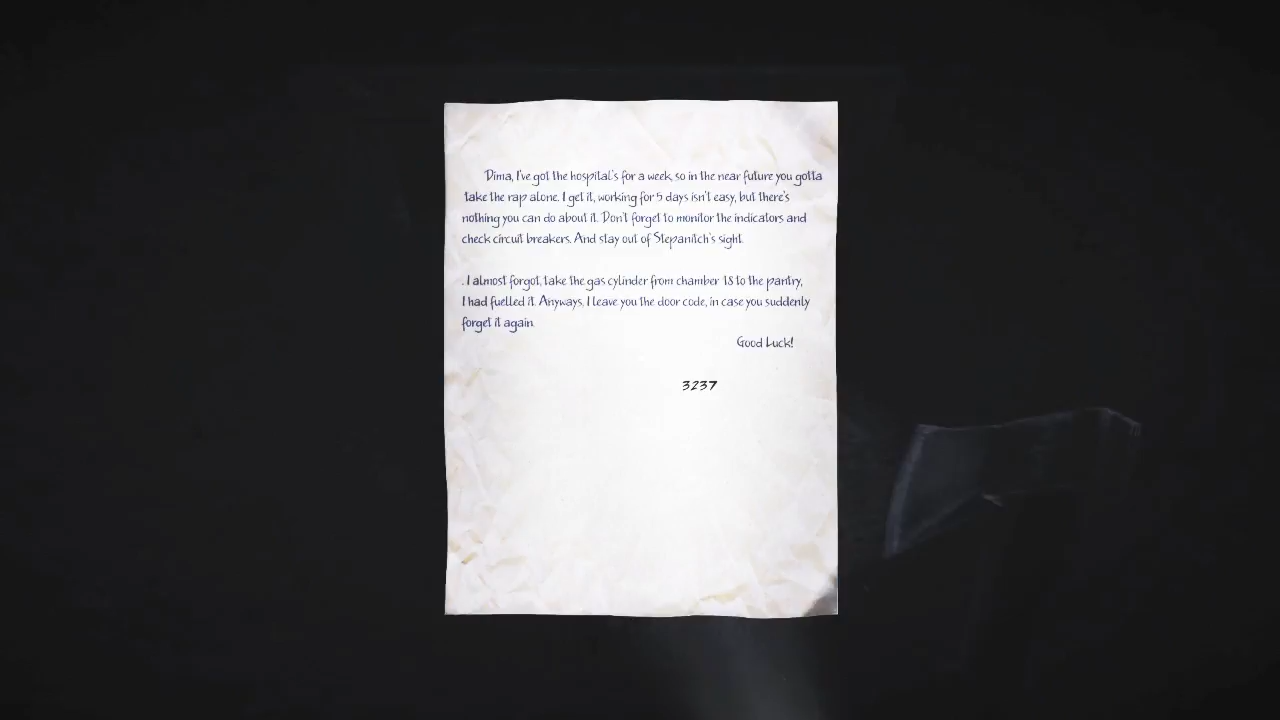 Dima, I've got the hospital's for a week, so in the near future you gotta
take the rap alone. I get it, working for 5 days isn't easy, but there's
nothing you can do about it. Don't forget to monitor the indicators and
check circuit breakers. And stay out of Stepanitch's sight.
. I almost forgot, take the gas cylinder from chamber 18 to the pantry,
I had fuelled it. Anyways, I leave you the door code, in case you suddenly
forget it again.
Good Luck!
3237